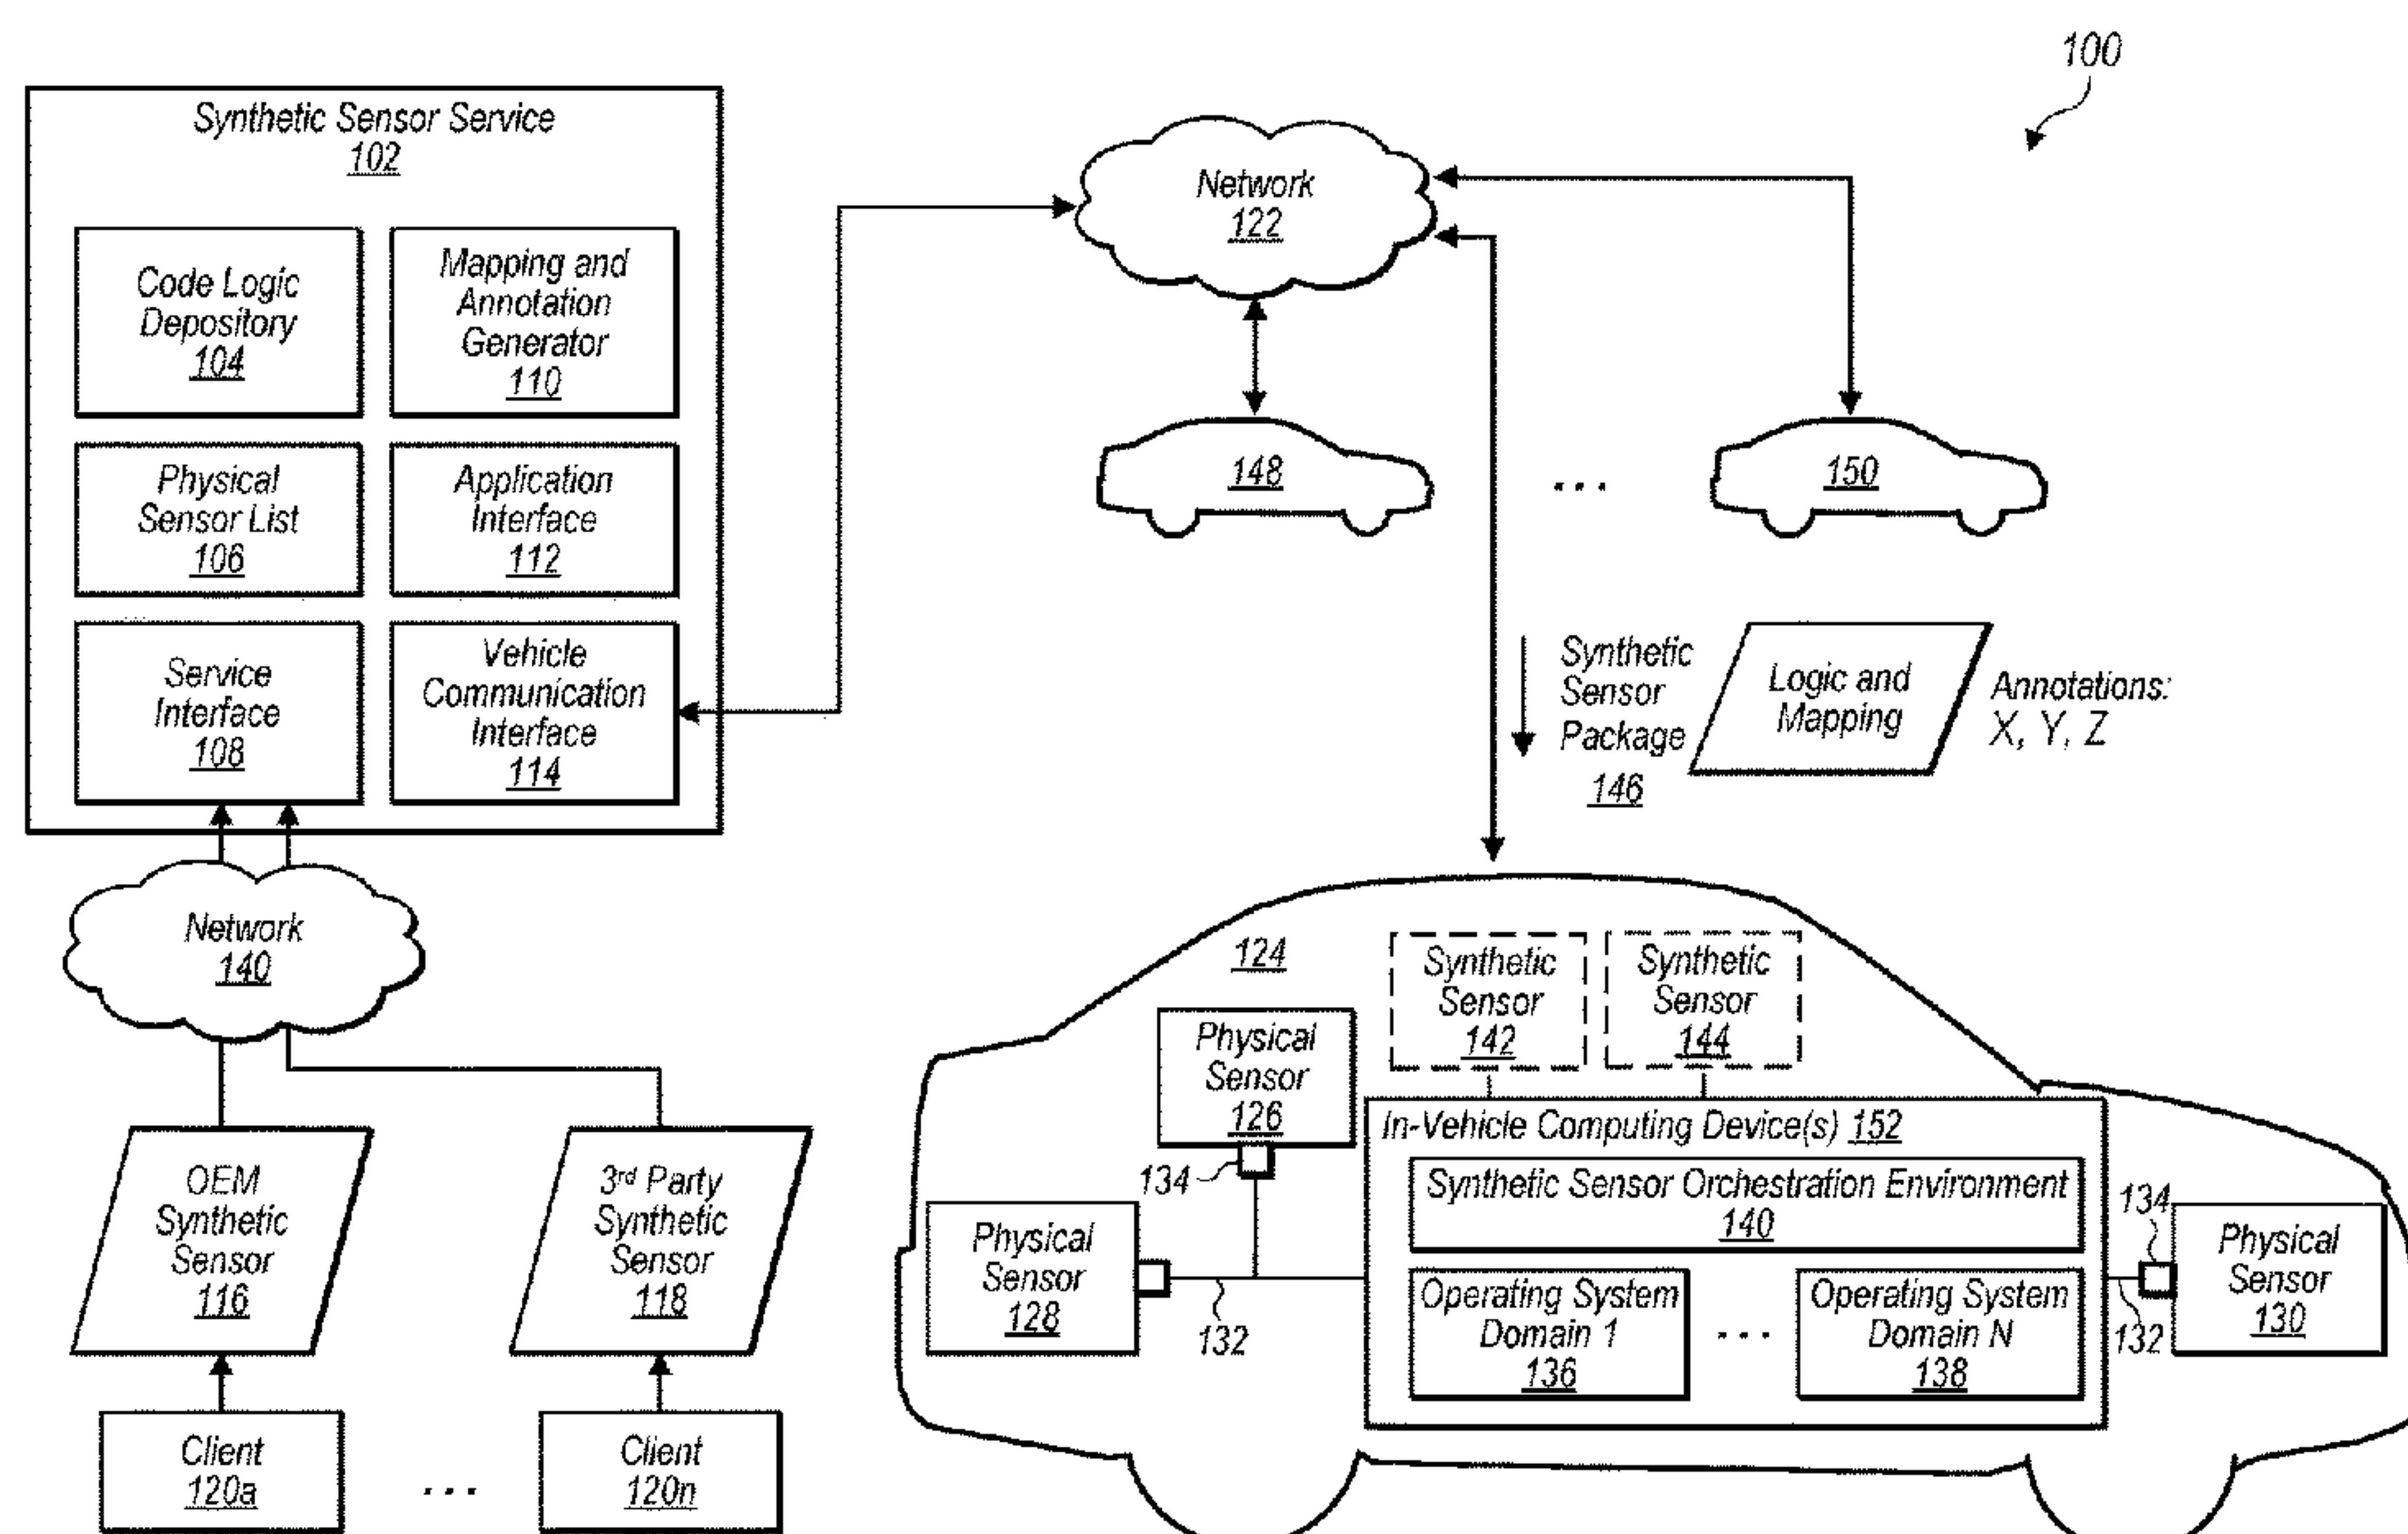 100
Synthetic Sensor Service
102
Code Logic
Depository
104
Mapping and
Annotation
Generator
110
Physical
Sensor List
106
Application
Interface
112
Service
Interface
108
Vehicle
Communication
Interface
114
Network
122
148
...
150
Synthetic
Sensor
Package
146
Logic and
Mapping
Annotations:
X, Y, Z
Network
140
OEM
Synthetic
Sensor
116
3rd Party
Synthetic
Sensor
118
Client
120a
...
Client
120n
124
Synthetic
Sensor
142
Synthetic
Sensor
144
Physical
Sensor
126
134
Physical
Sensor
128
132
In-Vehicle Computing Device(s) 152
Synthetic Sensor Orchestration Environment
140
Operating System
Domain 1
136
...
Operating System
Domain N
138
134
132
Physical
Sensor
130